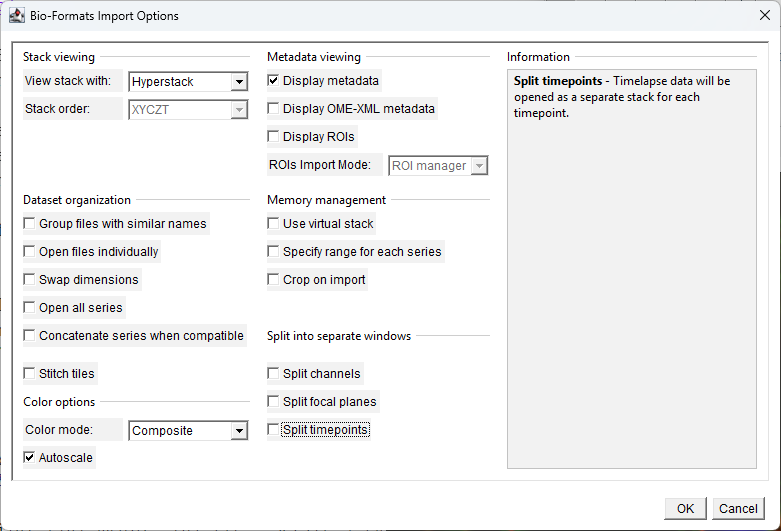 Bio-Formats Import Options
Stack viewing
View stack with: Hyperstack
Stack order: XYCZT
Metadata viewing
Display metadata
Display OME-XML metadata
Display ROIs
ROIs Import Mode: ROI manager
Information
Split timepoints - Timelapse data will be
opened as a separate stack for each
timepoint.
Dataset organization
Group files with similar names
Open files individually
Swap dimensions
Open all series
Concatenate series when compatible
Stitch tiles
Memory management
Use virtual stack
Specify range for each series
Crop on import
Split into separate windows
Split channels
Split focal planes
Split timepoints
Color options
Color mode: Composite
Autoscale
OK
Cancel